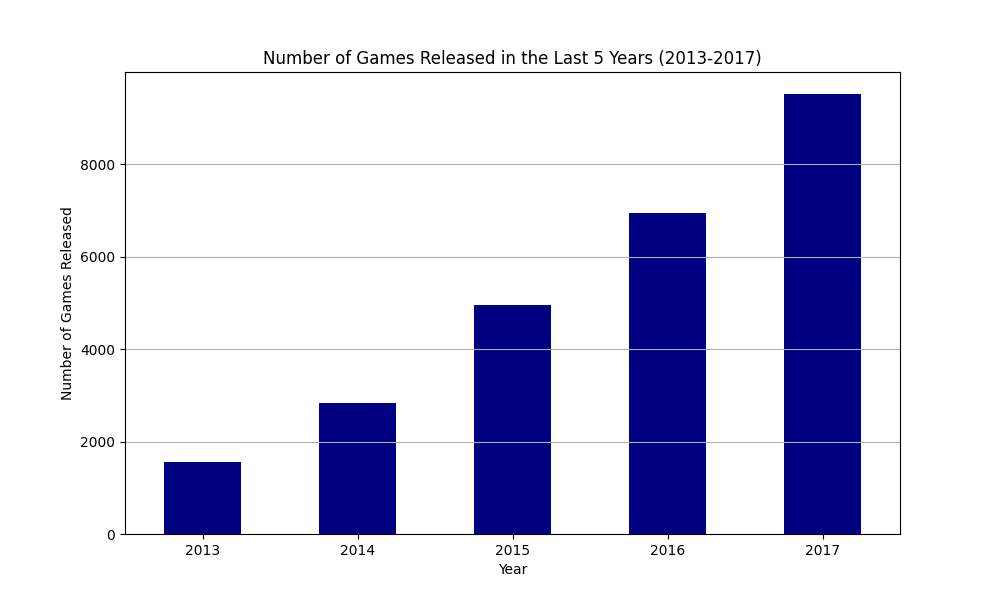 Number of Games Released in the Last 5 Years (2013-2017)
Number of Games Released
8000
6000
4000
2000
0
2013 2014 2015 2016 2017
Year